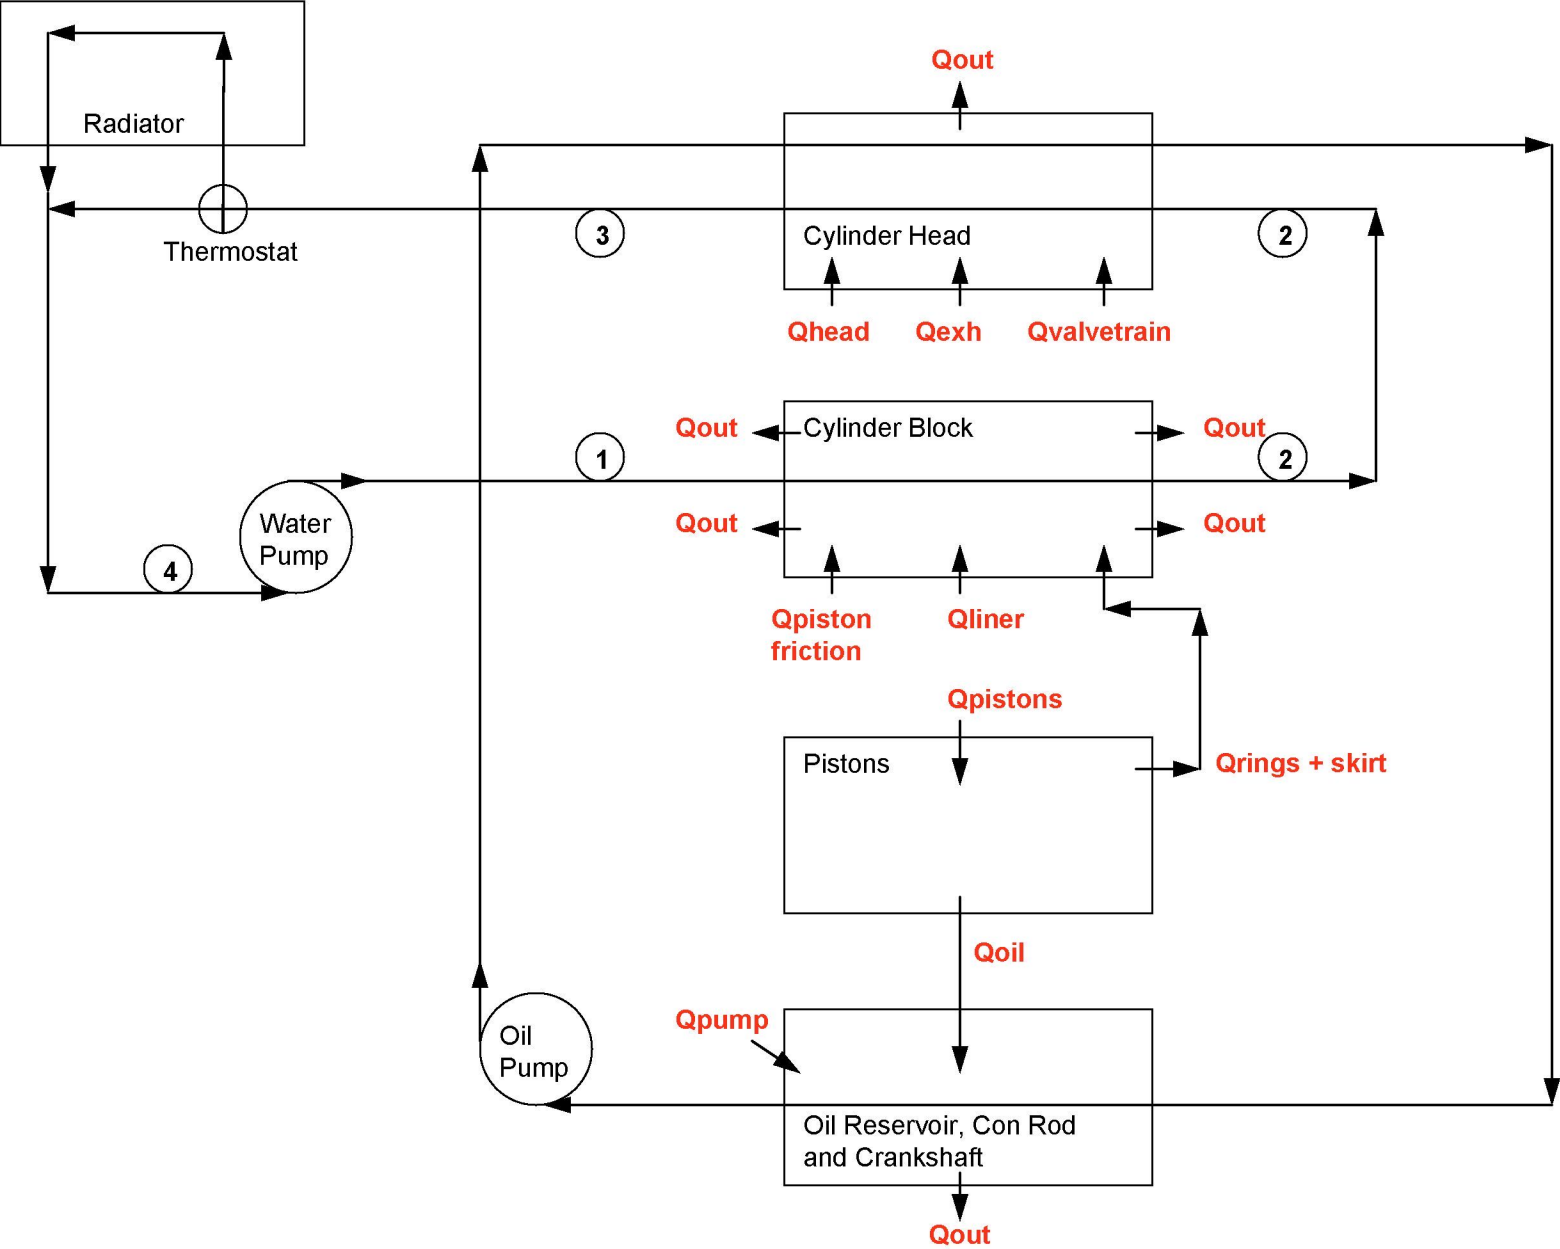 Qout
Radiator
Thermostat
3
Cylinder Head
2
Qhead
Qexh
Qvalvetrain
Qout
Cylinder Block
Qout
1
2
Water
Pump
Qout
Qout
4
Qpiston
friction
Qliner
Qpistons
Pistons
Qrings + skirt
Qoil
Qpump
Oil
Pump
Oil Reservoir, Con Rod
and Crankshaft
Qout